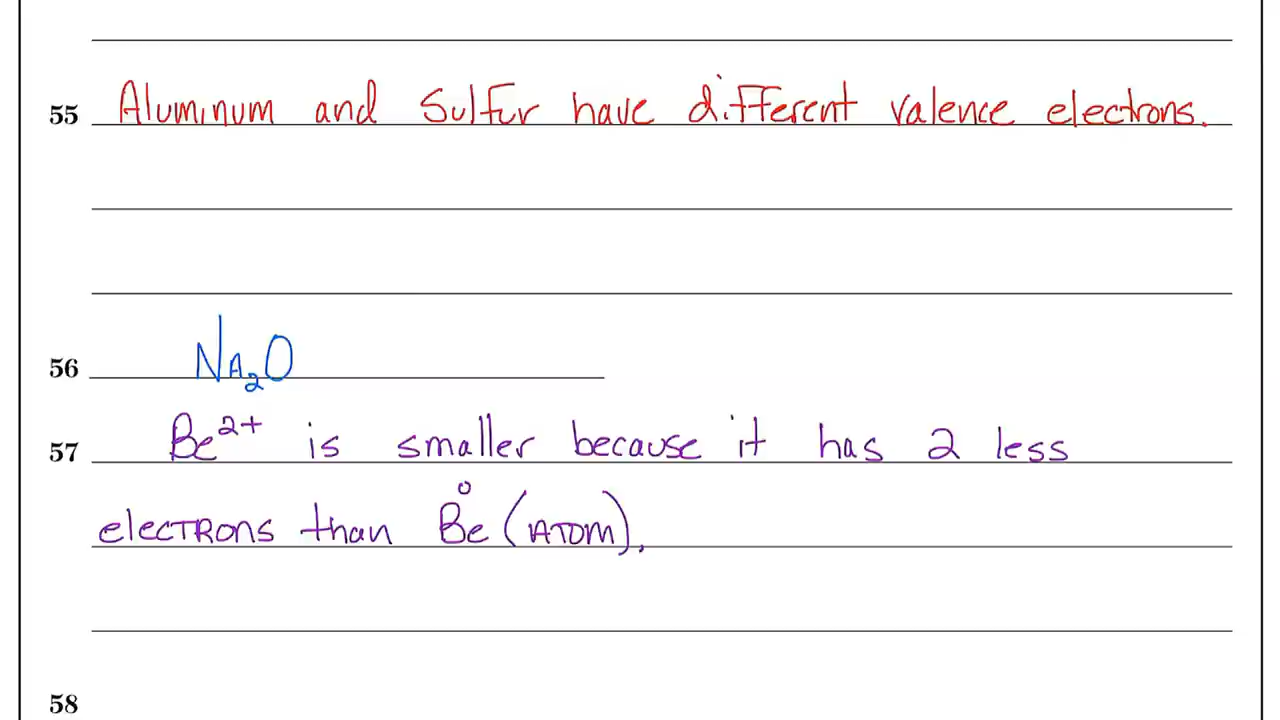 55 Aluminum and Sulfur have different valence electrons.
56 Na₂O
57 Be²⁺ is smaller because it has 2 less
electrons than Be⁰ (ATOM).
58